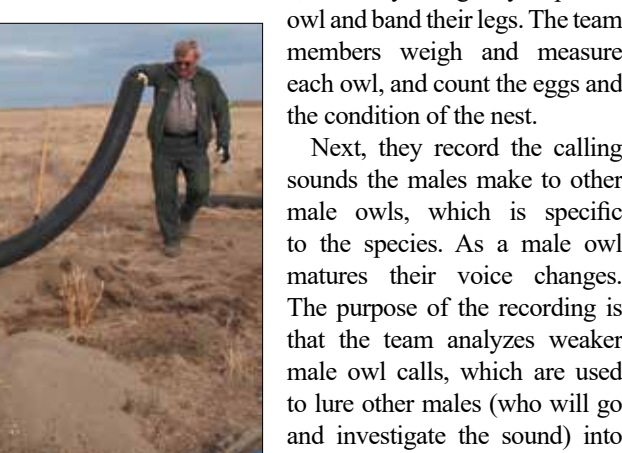 owl and band their legs. The team
members weigh and measure
each owl, and count the eggs and
the condition of the nest.
Next, they record the calling
sounds the males make to other
male owls, which is specific
to the species. As a male owl
matures their voice changes.
The purpose of the recording is
that the team analyzes weaker
male owl calls, which are used
to lure other males (who will go
and investigate the sound) into